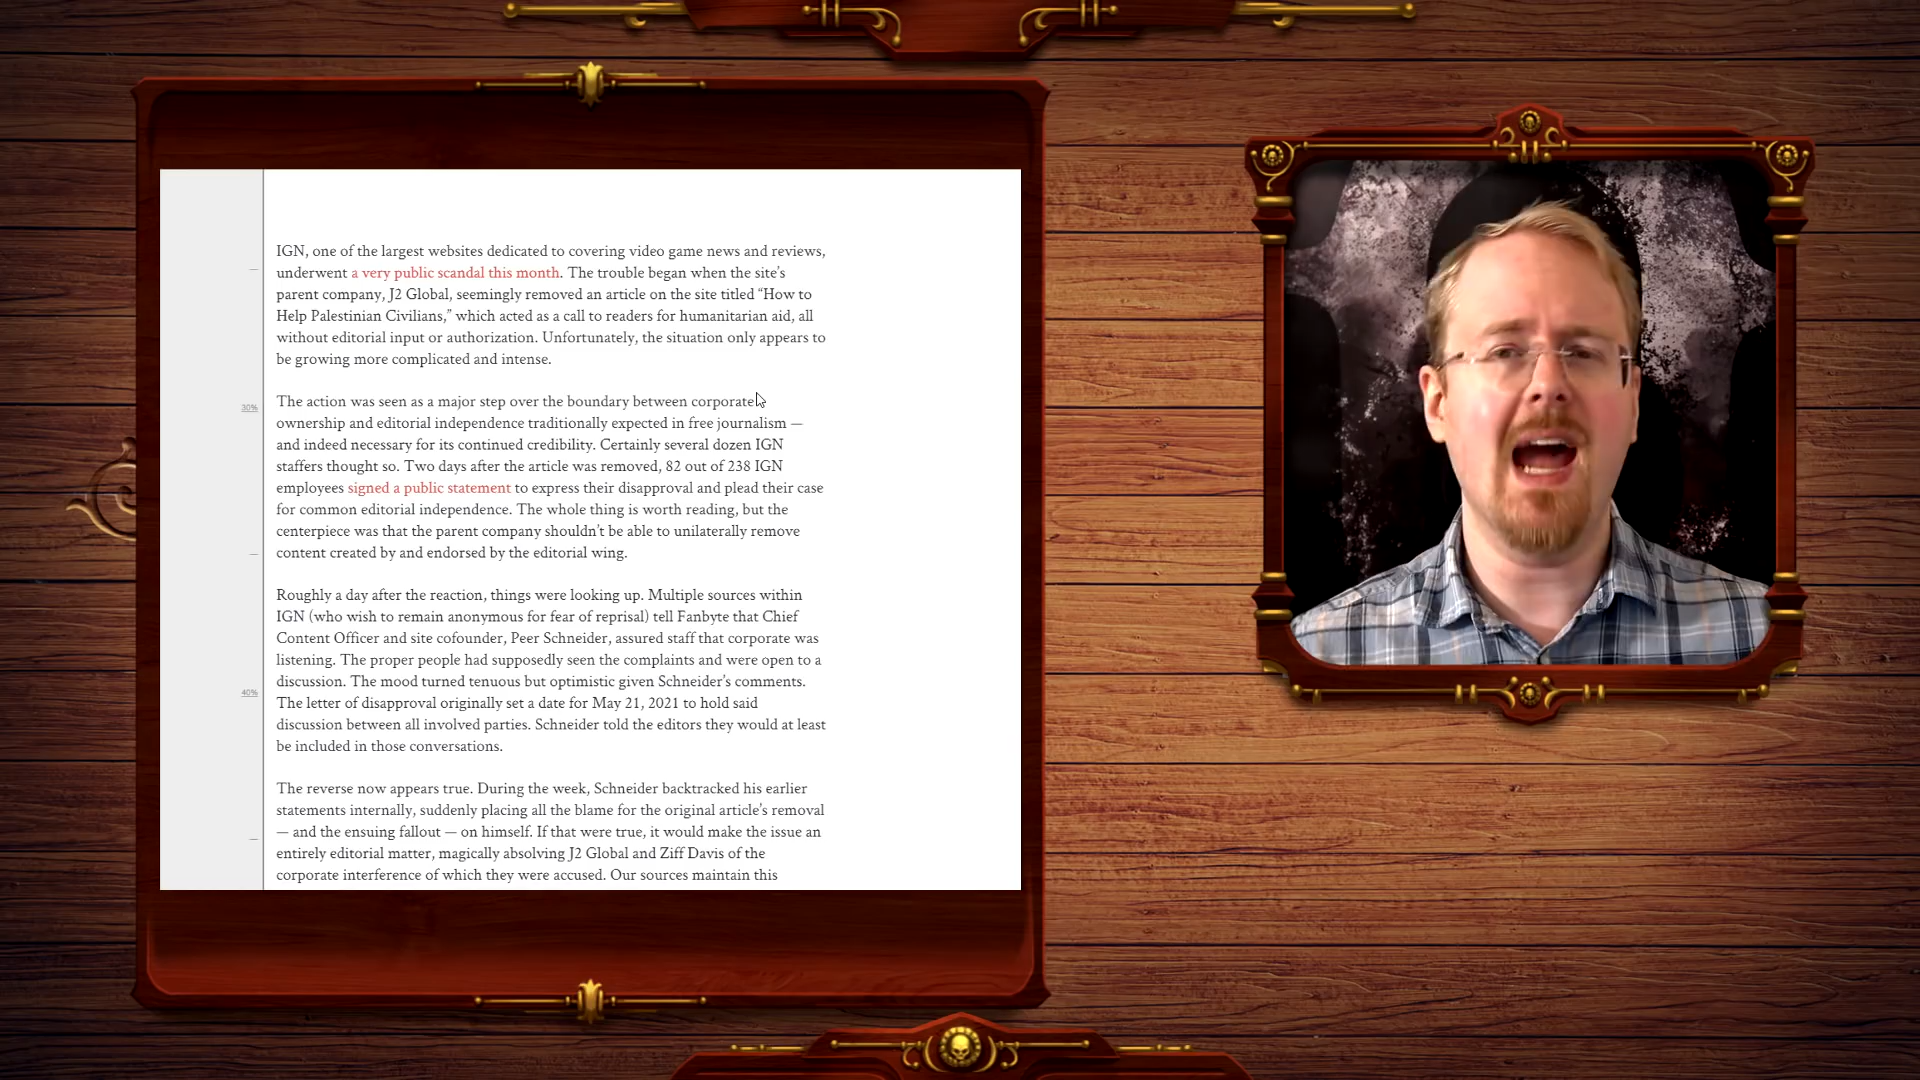 IGN, one of the largest websites dedicated to covering video game news and reviews,
underwent a very public scandal this month. The trouble began when the site's
parent company, J2 Global, seemingly removed an article on the site titled “How to
Help Palestinian Civilians,” which acted as a call to readers for humanitarian aid, all
without editorial input or authorization. Unfortunately, the situation only appears to
be growing more complicated and intense.
The action was seen as a major step over the boundary between corporate
30%
ownership and editorial independence traditionally expected in free journalism —
and indeed necessary for its continued credibility. Certainly several dozen IGN
staffers thought so. Two days after the article was removed, 82 out of 238 IGN
employees signed a public statement to express their disapproval and plead their case
for common editorial independence. The whole thing is worth reading, but the
centerpiece was that the parent company shouldn't be able to unilaterally remove
content created by and endorsed by the editorial wing.
Roughly a day after the reaction, things were looking up. Multiple sources within
IGN (who wish to remain anonymous for fear of reprisal) tell Fanbyte that Chief
Content Officer and site cofounder, Peer Schneider, assured staff that corporate was
listening. The proper people had supposedly seen the complaints and were open to a
discussion. The mood turned tenuous but optimistic given Schneider's comments.
40%
The letter of disapproval originally set a date for May 21, 2021 to hold said
discussion between all involved parties. Schneider told the editors they would at least
be included in those conversations.
The reverse now appears true. During the week, Schneider backtracked his earlier
statements internally, suddenly placing all the blame for the original article's removal
— and the ensuing fallout — on himself. If that were true, it would make the issue an
entirely editorial matter, magically absolving J2 Global and Ziff Davis of the
corporate interference of which they were accused. Our sources maintain this